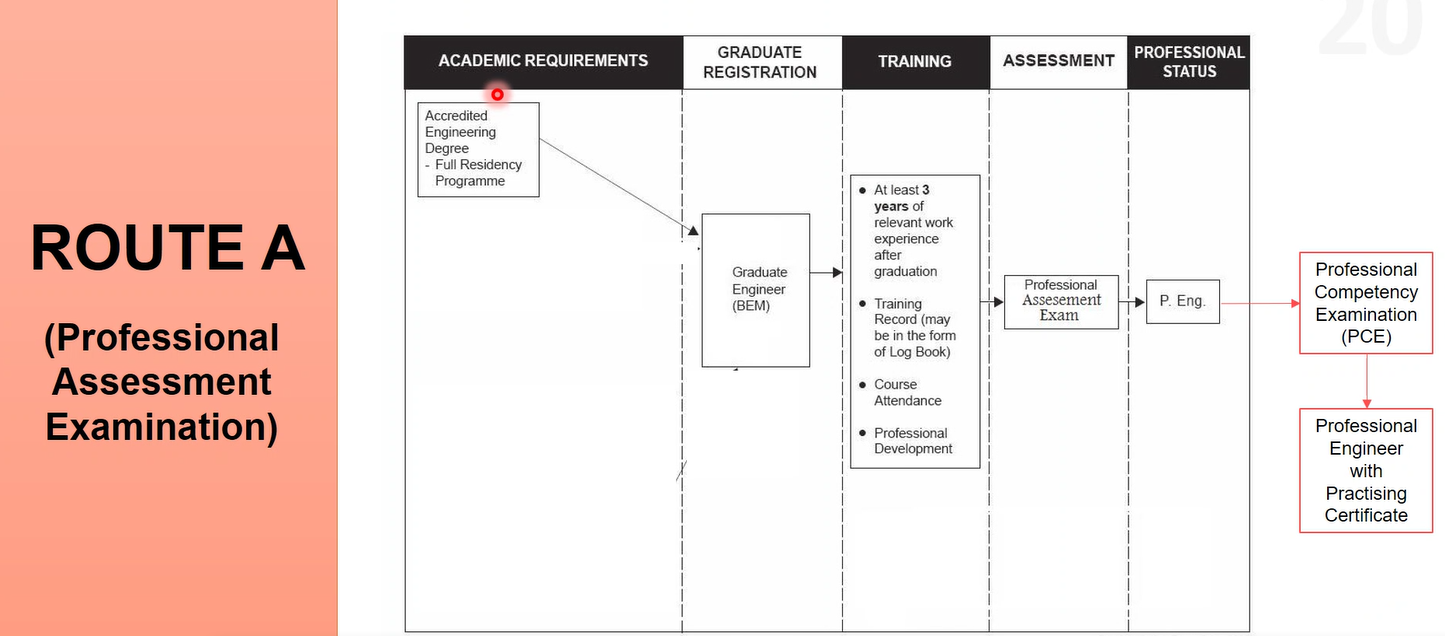 20
ROUTE A
(Professional
Assessment
Examination)
ACADEMIC REQUIREMENTS
GRADUATE
REGISTRATION
TRAINING
ASSESSMENT
PROFESSIONAL
STATUS
Accredited
Engineering
Degree
- Full Residency
Programme
Graduate
Engineer
(BEM)
● At least 3
years of
relevant work
experience
after
graduation
● Training
Record (may
be in the form
of Log Book)
● Course
Attendance
● Professional
Development
Professional
Assesement
Exam
P. Eng.
Professional
Competency
Examination
(PCE)
Professional
Engineer
with
Practising
Certificate